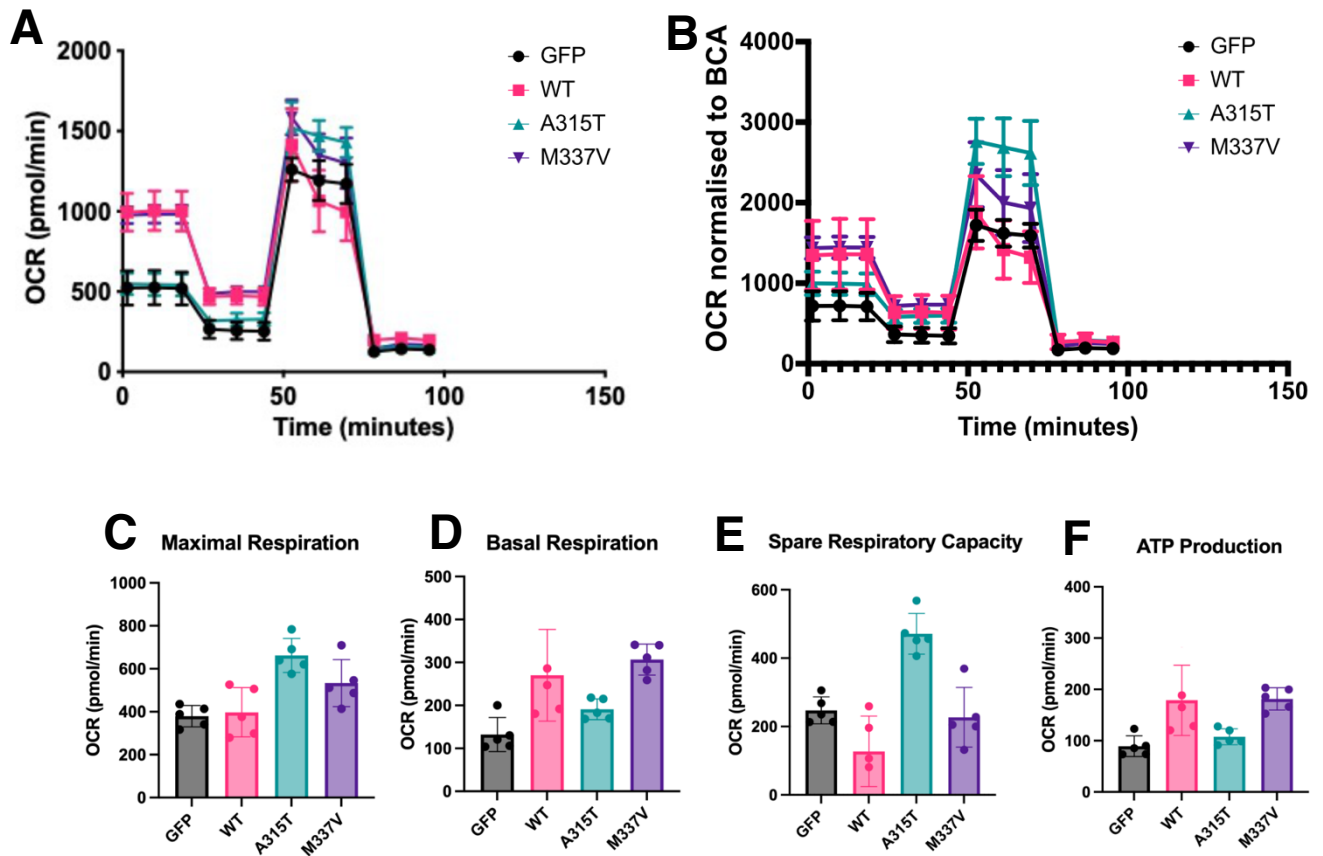 A
OCR (pmol/min)
2000
1500
1000
500
0
0 50 100 150
Time (minutes)
GFP
WT
A315T
M337V
B
OCR normalised to BCA
4000
3000
2000
1000
0
0 50 100 150
Time (minutes)
GFP
WT
A315T
M337V
C
Maximal Respiration
OCR (pmol/min)
1000
800
600
400
200
0
GFP WT A315T M337V
D
Basal Respiration
OCR (pmol/min)
500
400
300
200
100
0
GFP WT A315T M337V
E
Spare Respiratory Capacity
OCR (pmol/min)
600
400
200
0
GFP WT A315T M337V
F
ATP Production
OCR (pmol/min)
400
300
200
100
0
GFP WT A315T M337V